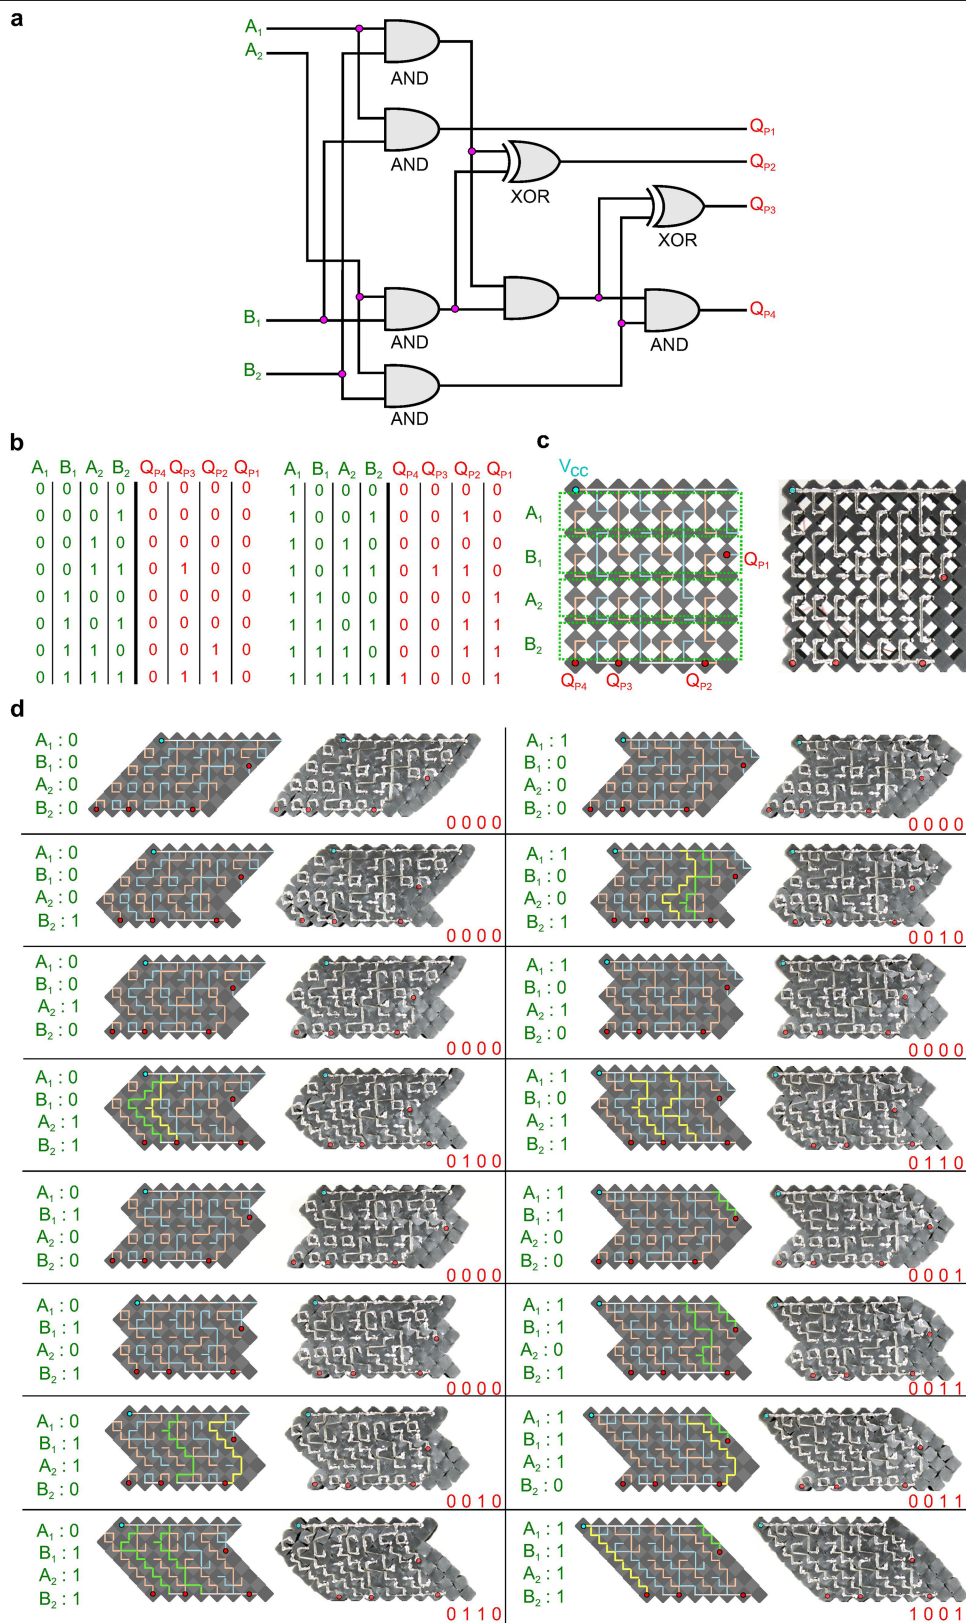 a
A1
A2
AND
AND
QP1
QP2
XOR
QP3
XOR
B1
AND
QP4
AND
B2
AND
b
A1 B1 A2 B2 QP4 QP3 QP2 QP1
0 0 0 0 0 0 0 0
0 0 0 1 0 0 0 0
0 0 1 0 0 0 0 0
0 0 1 1 0 1 0 0
0 1 0 0 0 0 0 0
0 1 0 1 0 0 0 0
0 1 1 0 0 0 1 0
0 1 1 1 0 1 1 0
A1 B1 A2 B2 QP4 QP3 QP2 QP1
1 0 0 0 0 0 0 0
1 0 0 1 0 0 1 0
1 0 1 0 0 0 0 0
1 0 1 1 0 1 1 0
1 1 0 0 0 0 0 1
1 1 0 1 0 0 1 1
1 1 1 0 0 0 1 1
1 1 1 1 1 0 0 1
c
VCC
A1
B1
QP1
A2
B2
QP4 QP3 QP2
d
A1 : 0
B1 : 0
A2 : 0
B2 : 0
0 0 0 0
A1 : 1
B1 : 0
A2 : 0
B2 : 0
0 0 0 0
A1 : 0
B1 : 0
A2 : 0
B2 : 1
0 0 0 0
A1 : 1
B1 : 0
A2 : 0
B2 : 1
0 0 1 0
A1 : 0
B1 : 0
A2 : 1
B2 : 0
0 0 0 0
A1 : 1
B1 : 0
A2 : 1
B2 : 0
0 0 0 0
A1 : 0
B1 : 0
A2 : 1
B2 : 1
0 1 0 0
A1 : 1
B1 : 0
A2 : 1
B2 : 1
0 1 1 0
A1 : 0
B1 : 1
A2 : 0
B2 : 0
0 0 0 0
A1 : 1
B1 : 1
A2 : 0
B2 : 0
0 0 0 1
A1 : 0
B1 : 1
A2 : 0
B2 : 1
0 0 0 0
A1 : 1
B1 : 1
A2 : 0
B2 : 1
0 0 1 1
A1 : 0
B1 : 1
A2 : 1
B2 : 0
0 0 1 0
A1 : 1
B1 : 1
A2 : 1
B2 : 0
0 0 1 1
A1 : 0
B1 : 1
A2 : 1
B2 : 1
0 1 1 0
A1 : 1
B1 : 1
A2 : 1
B2 : 1
1 0 0 1